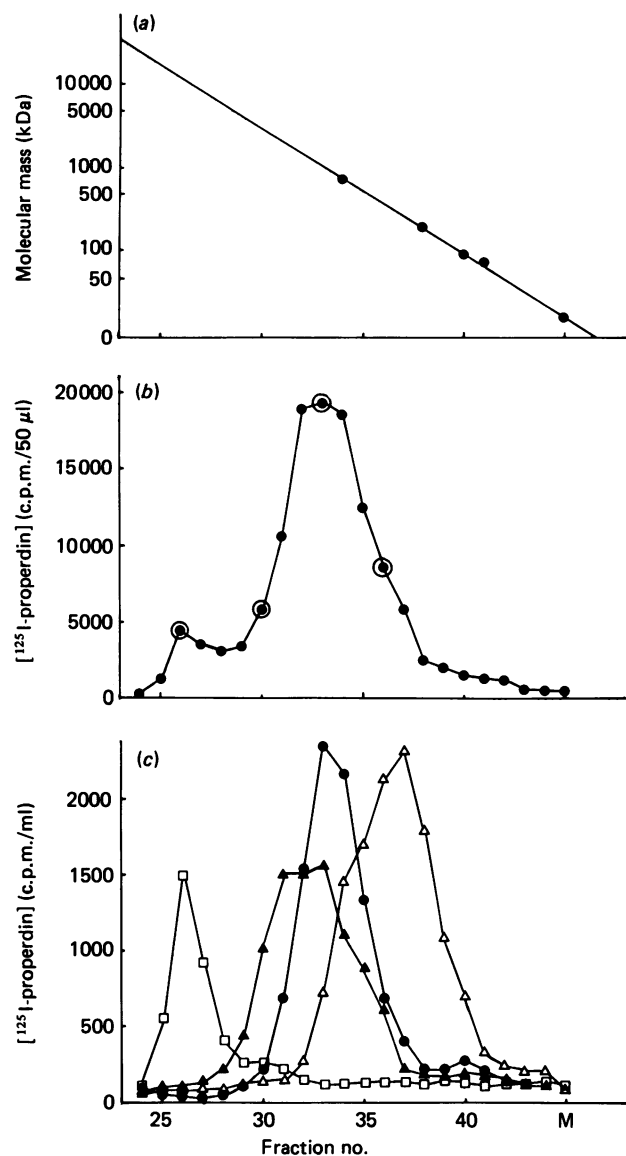 (a)
Molecular mass (kDa)
10000
5000
1000
500
100
50
0
(b)
[¹²⁵I-properdin] (c.p.m./50 μl)
20000
15000
10000
5000
0
(c)
[¹²⁵I-properdin] (c.p.m./ml)
2000
1500
1000
500
0
25
30
35
40
M
Fraction no.